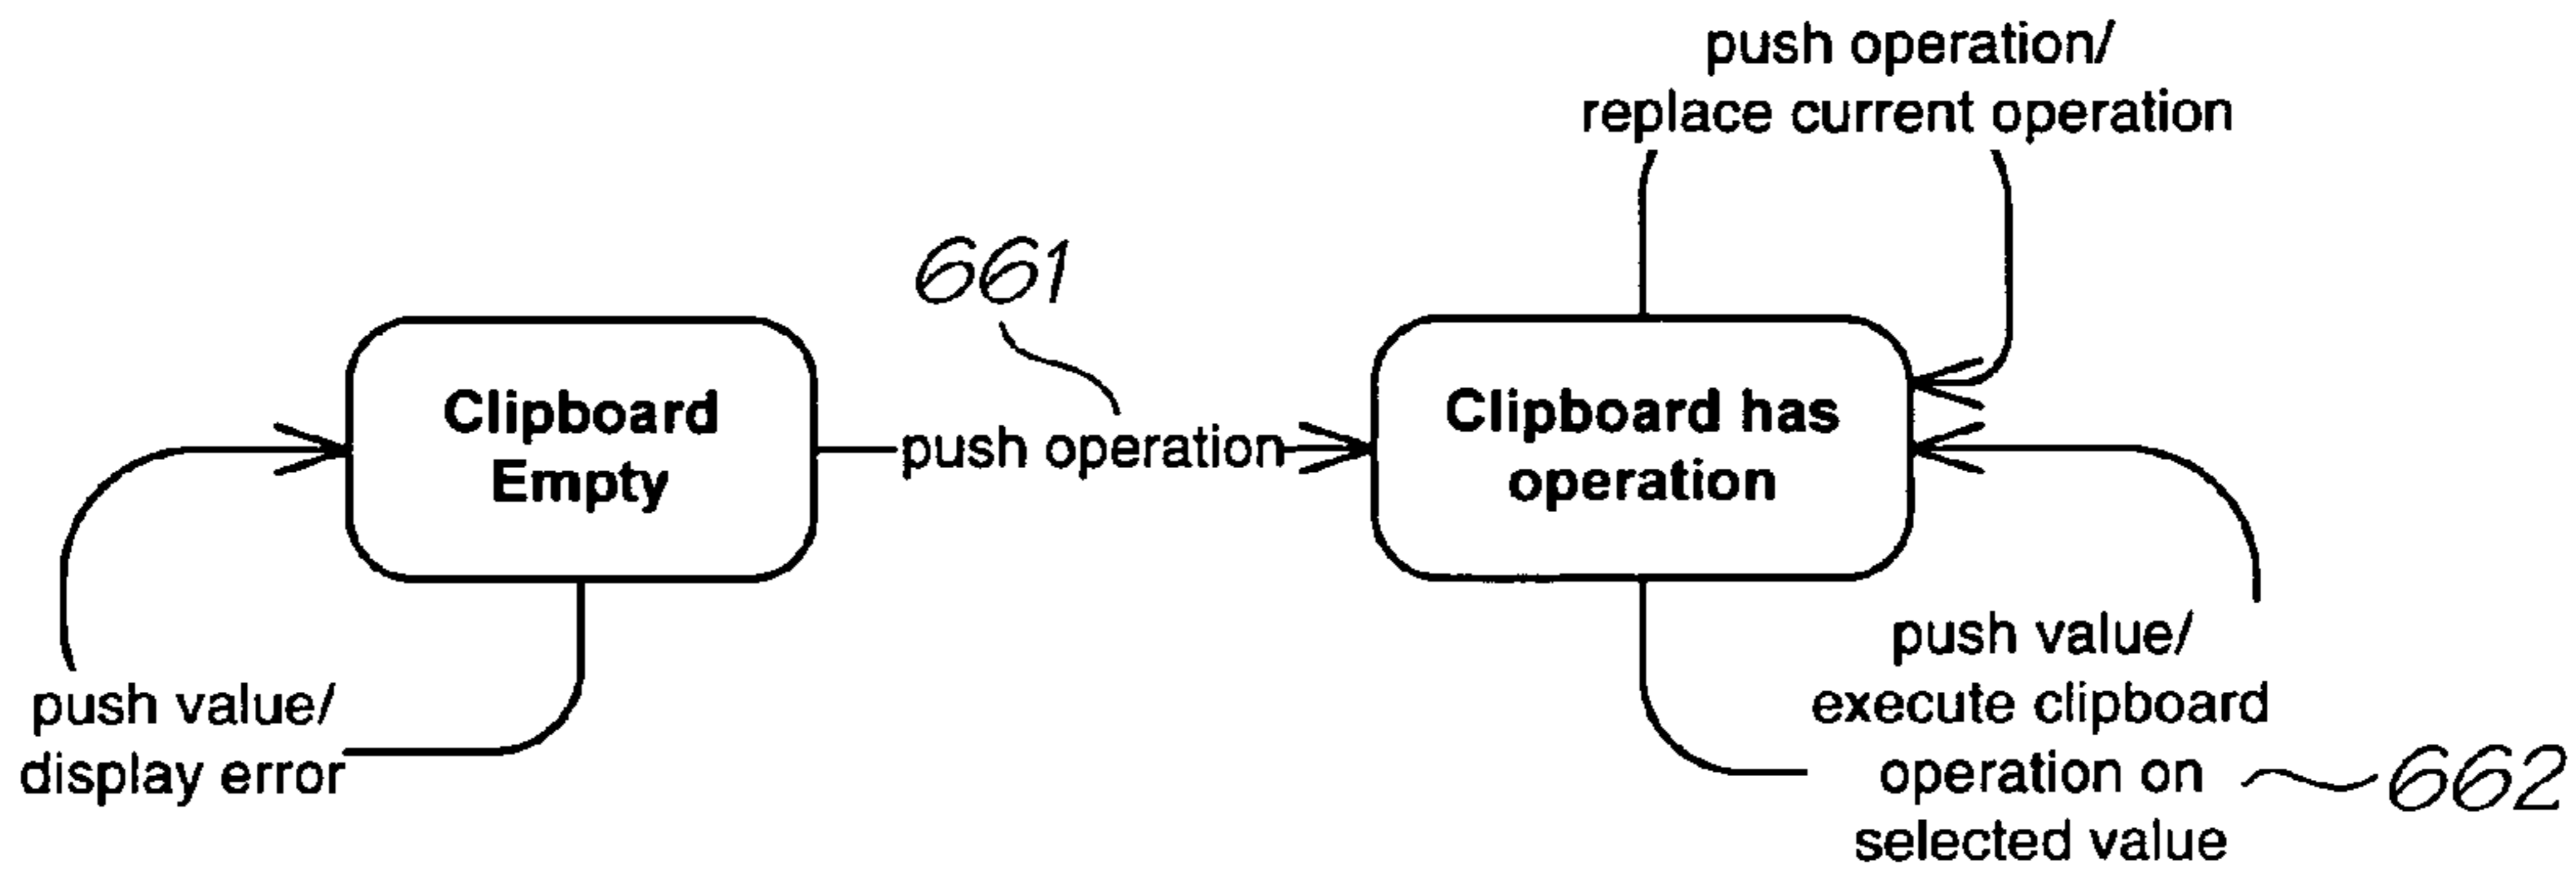 push operation/
replace current operation
661
Clipboard
Empty
push operation
Clipboard has
operation
push value/
display error
push value/
execute clipboard
operation on
selected value
662